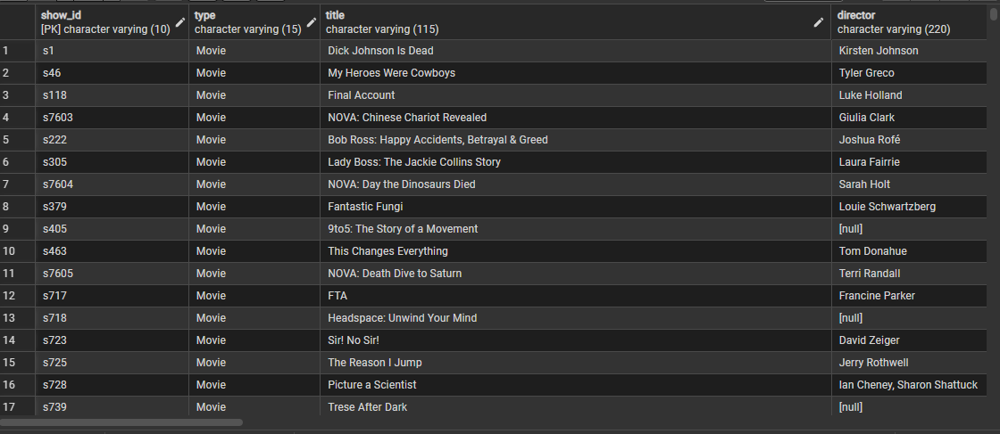 show_id type title director
[PK] character varying (10) character varying (15) character varying (115) character varying (220)
1 s1 Movie Dick Johnson Is Dead Kirsten Johnson
2 s46 Movie My Heroes Were Cowboys Tyler Greco
3 s118 Movie Final Account Luke Holland
4 s7603 Movie NOVA: Chinese Chariot Revealed Giulia Clark
5 s222 Movie Bob Ross: Happy Accidents, Betrayal & Greed Joshua Rofé
6 s305 Movie Lady Boss: The Jackie Collins Story Laura Fairrie
7 s7604 Movie NOVA: Day the Dinosaurs Died Sarah Holt
8 s379 Movie Fantastic Fungi Louie Schwartzberg
9 s405 Movie 9to5: The Story of a Movement [null]
10 s463 Movie This Changes Everything Tom Donahue
11 s7605 Movie NOVA: Death Dive to Saturn Terri Randall
12 s717 Movie FTA Francine Parker
13 s718 Movie Headspace: Unwind Your Mind [null]
14 s723 Movie Sir! No Sir! David Zeiger
15 s725 Movie The Reason I Jump Jerry Rothwell
16 s728 Movie Picture a Scientist Ian Cheney, Sharon Shattuck
17 s739 Movie Trese After Dark [null]